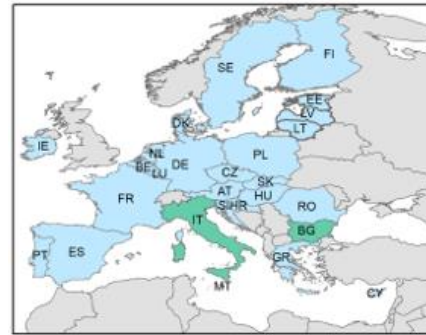 FI
SE
EE
LV
DK
LT
IE
NL
BE
DE
PL
LU
CZ
SK
FR
AT
HU
SI
HR
RO
IT
BG
PT
ES
GR
MT
CY